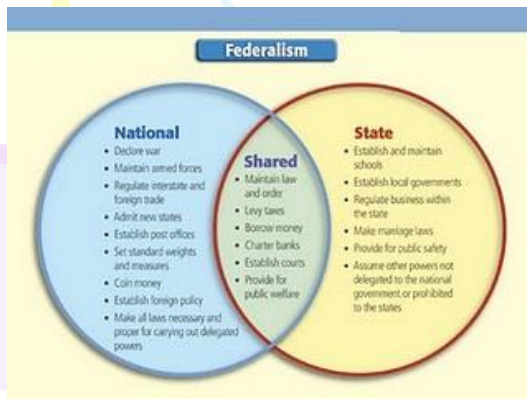 Federalism
National
• Declare war
• Maintain armed forces
• Regulate interstate and
foreign trade
• Admit new states
• Establish post offices
• Set standard weights
and measures
• Coin money
• Establish foreign policy
• Make all laws necessary and
proper for carrying out delegated
powers
Shared
• Maintain law
and order
• Levy taxes
• Borrow money
• Charter banks
• Establish courts
• Provide for
public welfare
State
• Establish and maintain
schools
• Establish local governments
• Regulate business within
the state
• Make marriage laws
• Provide for public safety
• Assume other powers not
delegated to the national
government or prohibited
to the states